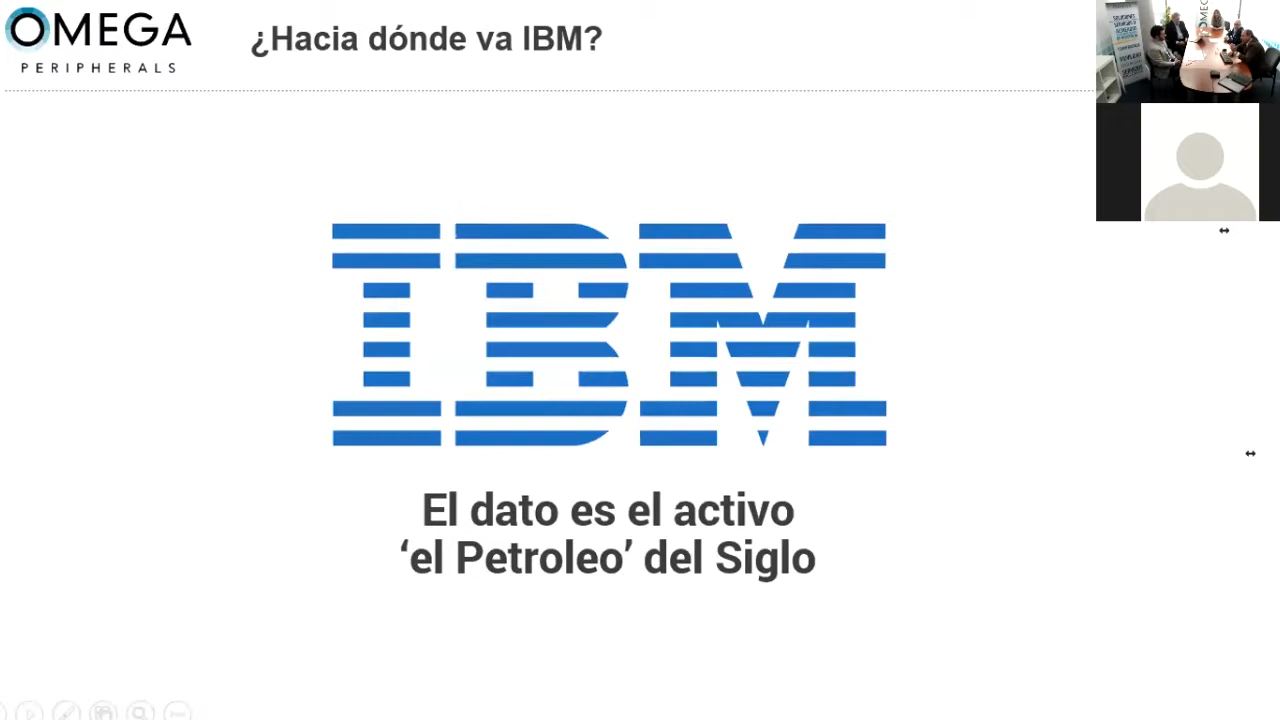 OMEGA
PERIPHERALS
¿Hacia dónde va IBM?
IBM
El dato es el activo
‘el Petroleo’ del Siglo